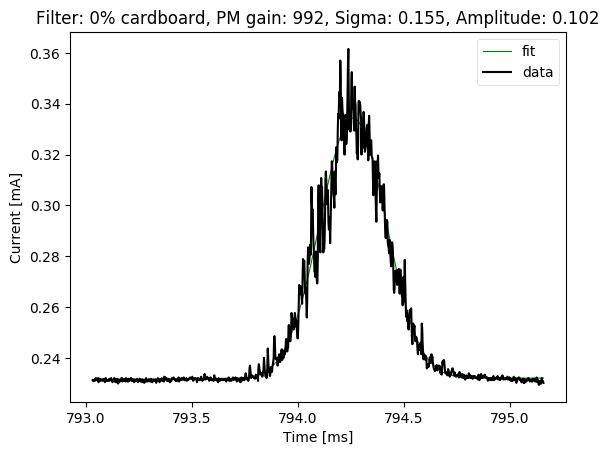 Filter: 0% cardboard, PM gain: 992, Sigma: 0.155, Amplitude: 0.102
fit
data
0.36
0.34
0.32
0.30
0.28
0.26
0.24
Current [mA]
793.0 793.5 794.0 794.5 795.0
Time [ms]